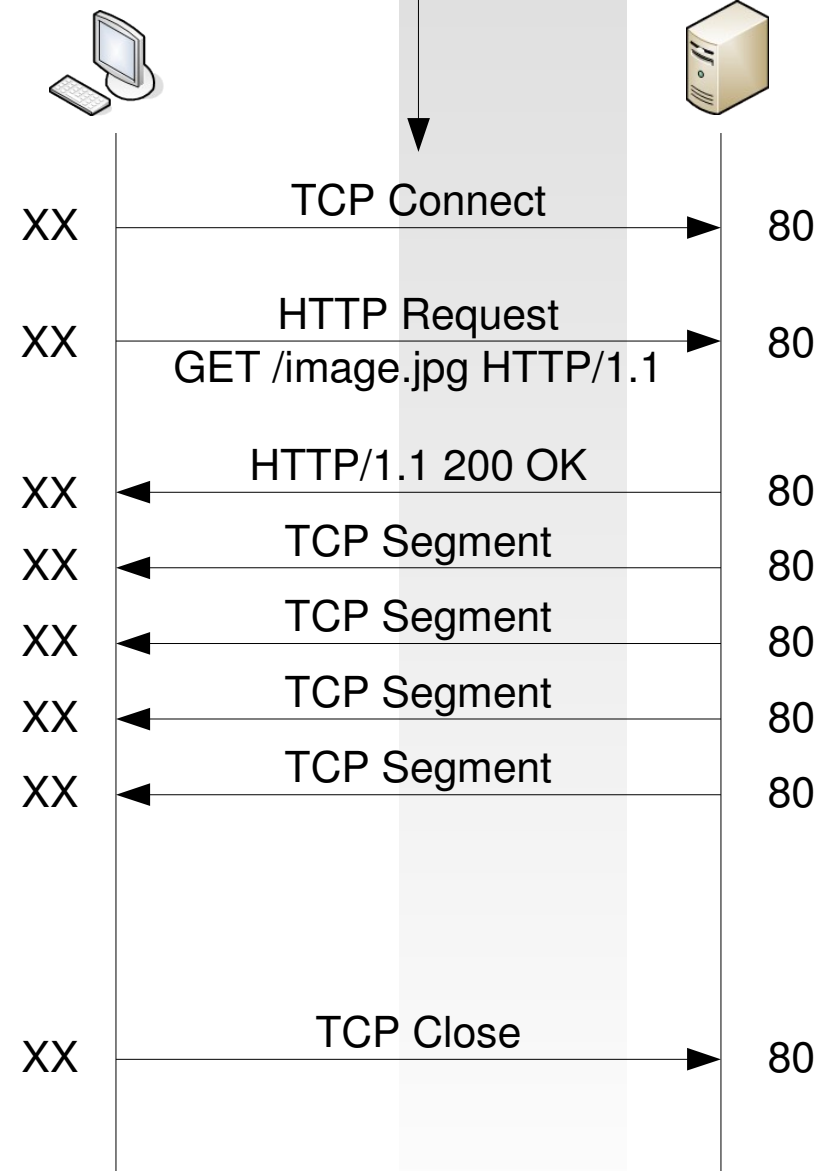 TCP Connect
XX 80
HTTP Request
XX 80
GET /image.jpg HTTP/1.1
HTTP/1.1 200 OK
XX 80
TCP Segment
XX 80
TCP Segment
XX 80
TCP Segment
XX 80
TCP Segment
XX 80
TCP Close
XX 80